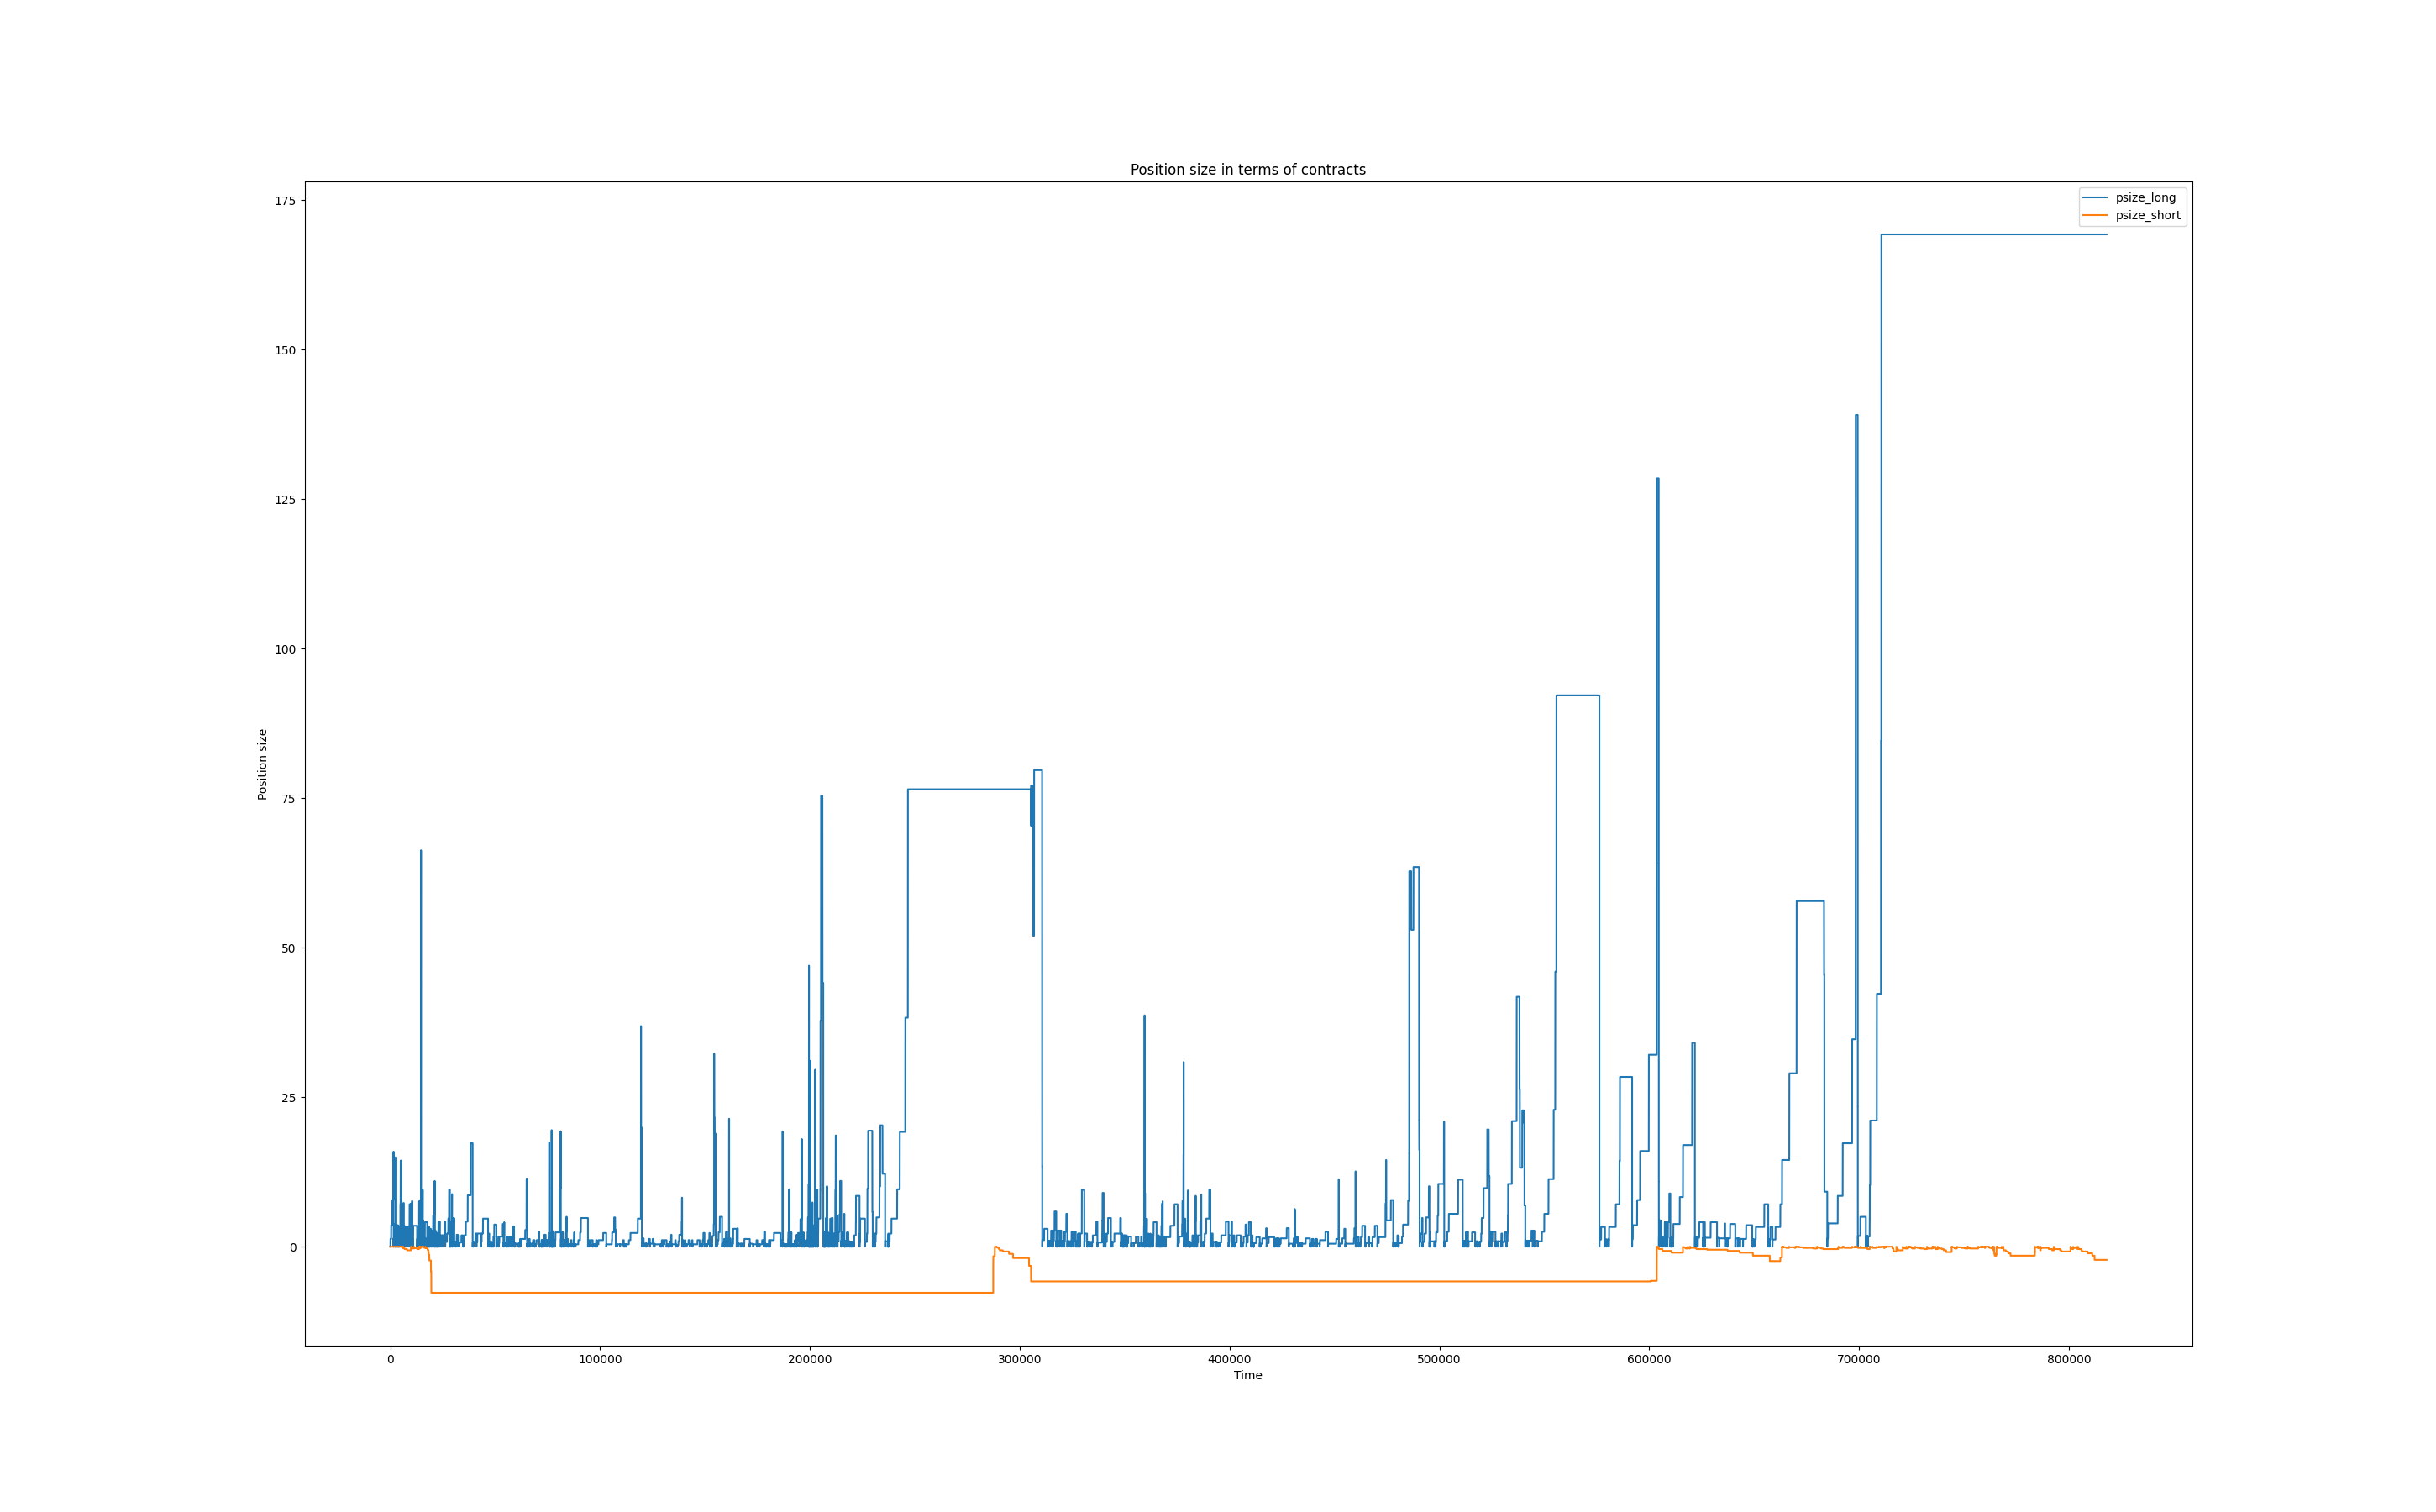 Position size in terms of contracts
psize_long
psize_short
175
150
125
100
75
50
25
0
Position size
0 100000 200000 300000 400000 500000 600000 700000 800000
Time